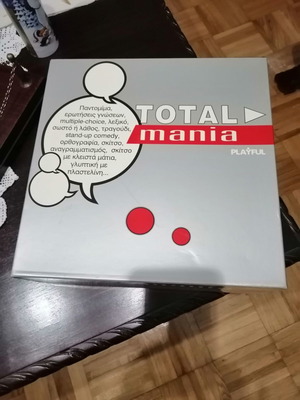 Παντομίμα,
ερωτήσεις γνώσεων,
multiple-choice, λεξικό,
σωστό ή λάθος, τραγούδι,
stand-up comedy,
ορθογραφία, σκίτσο,
αναγραμματισμός, σκίτσο
με κλειστά μάτια,
γλυπτική με
πλαστελίνη...
TOTAL
mania
PLAYFUL